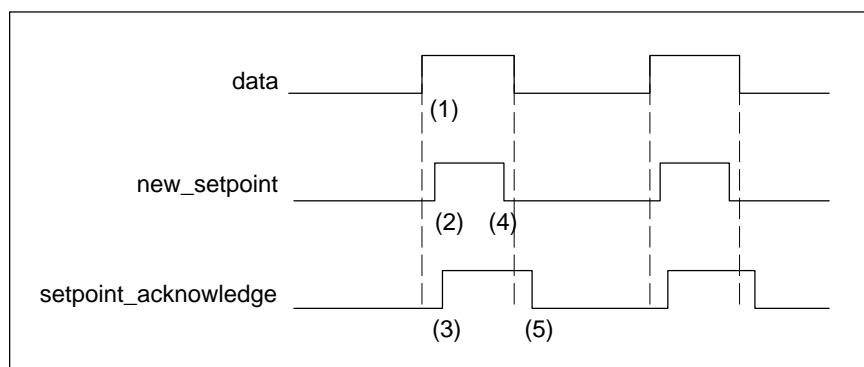 data
(1)
new_setpoint
(2) (4)
setpoint_acknowledge
(3) (5)